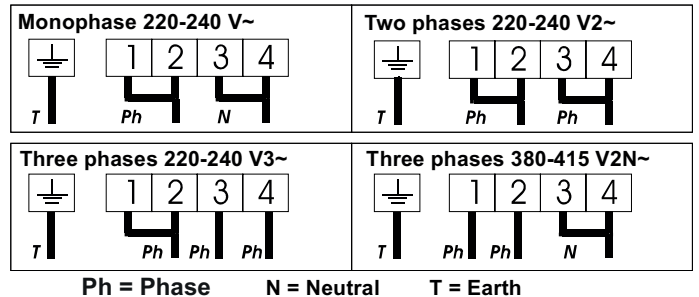 Monophase 220-240 V~
1 2 3 4
T Ph N
Two phases 220-240 V2~
1 2 3 4
T Ph Ph
Three phases 220-240 V3~
1 2 3 4
T Ph Ph Ph
Three phases 380-415 V2N~
1 2 3 4
T Ph Ph N
Ph = Phase N = Neutral T = Earth